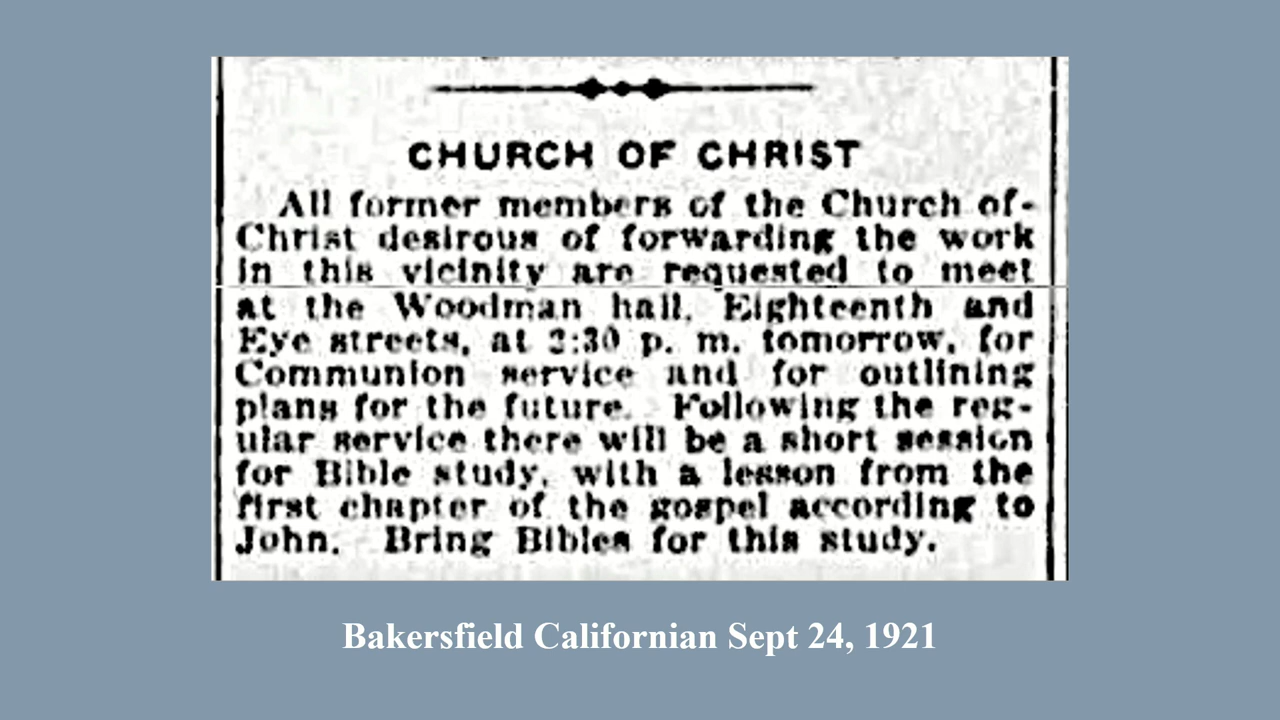 CHURCH OF CHRIST
All former members of the Church of-
Christ desirous of forwarding the work
in this vicinity are requested to meet
at the Woodman hall, Eighteenth and
Eye streets, at 2:30 p. m. tomorrow, for
Communion service and for outlining
plans for the future. Following the reg-
ular service there will be a short session
for Bible study, with a lesson from the
first chapter of the gospel according to
John. Bring Bibles for this study.
Bakersfield Californian Sept 24, 1921